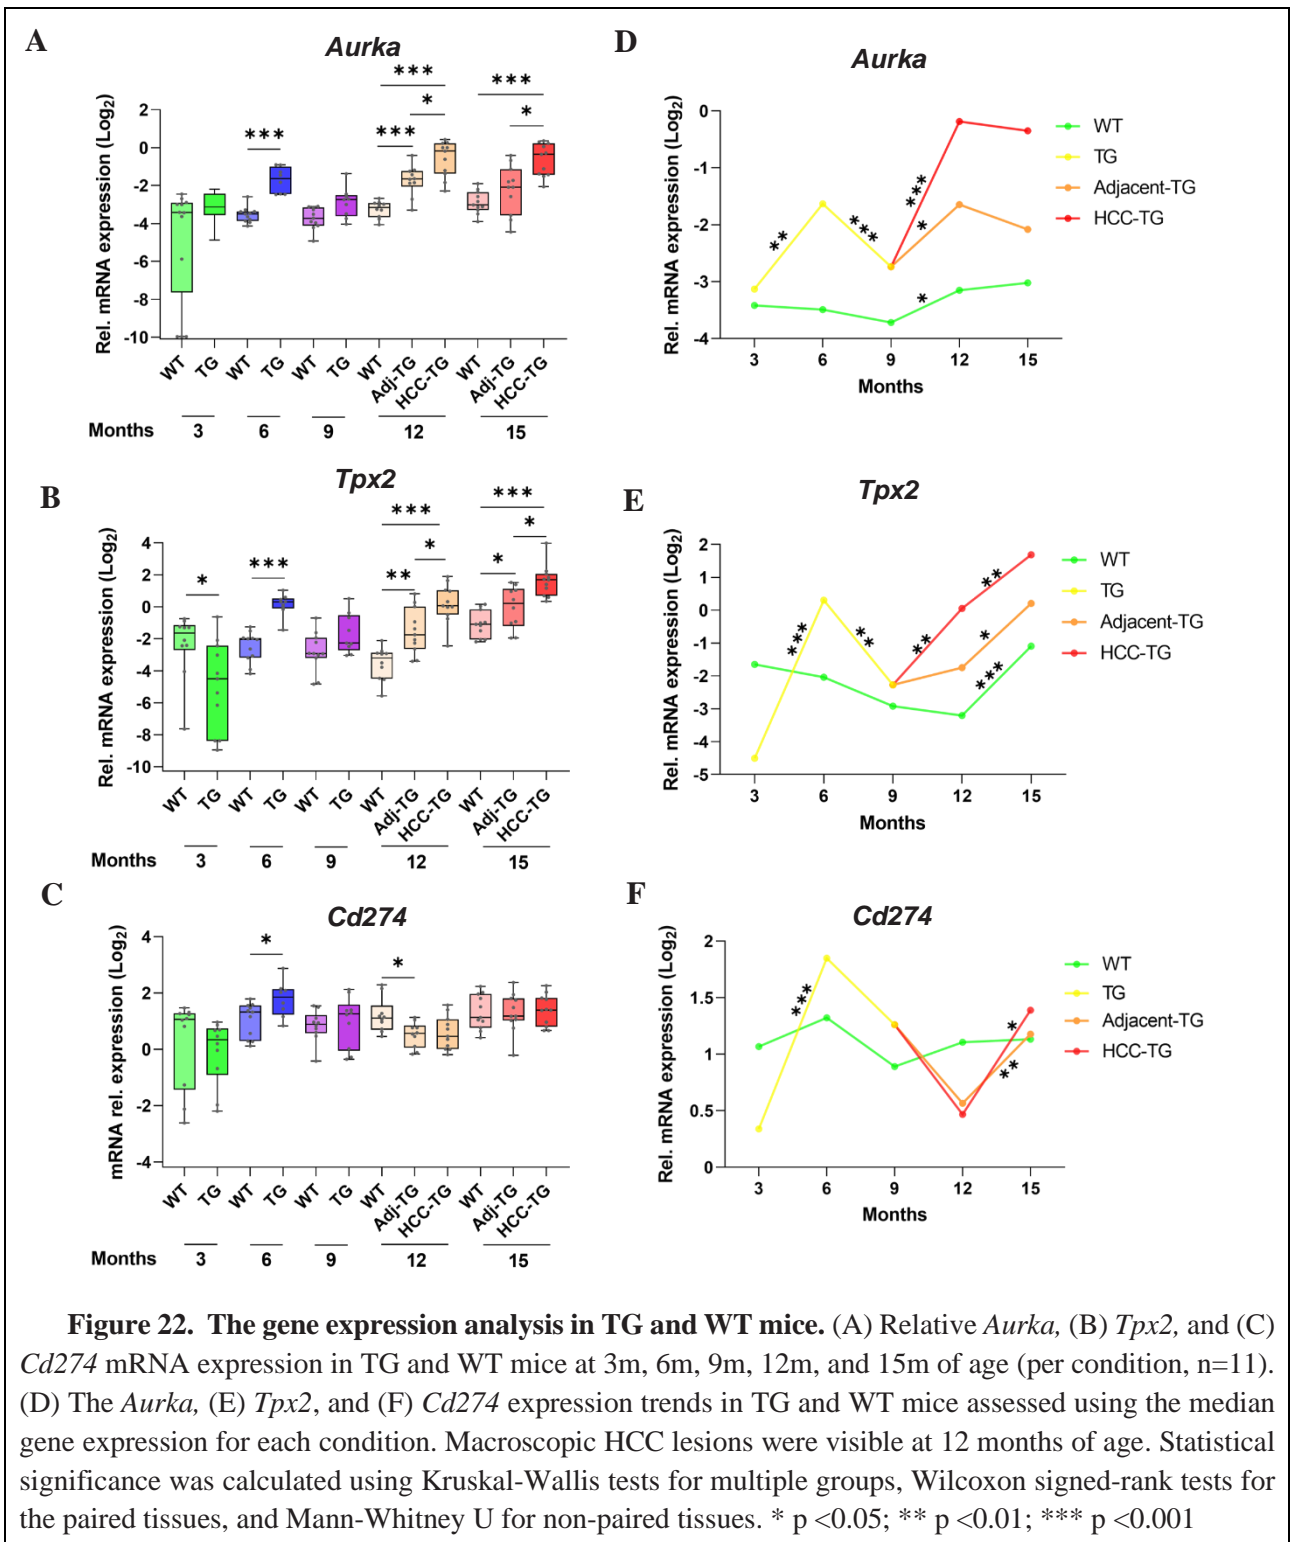 A
Aurka
Rel. mRNA expression (Log2)
2
0
-2
-4
-6
-8
-10
***
***
***
*
***
*
WT
TG
WT
TG
WT
TG
WT
Adj-TG
HCC-TG
WT
Adj-TG
HCC-TG
Months 3 6 9 12 15
D
Aurka
Rel. mRNA expression (Log2)
0
-1
-2
-3
-4
**
***
***
*
*
3 6 9 12 15
Months
WT
TG
Adjacent-TG
HCC-TG
B
Tpx2
Rel. mRNA expression (Log2)
4
2
0
-2
-4
-6
-8
-10
*
***
**
***
*
*
***
*
WT
TG
WT
TG
WT
TG
WT
Adj-TG
HCC-TG
WT
Adj-TG
HCC-TG
Months 3 6 9 12 15
E
Tpx2
Rel. mRNA expression (Log2)
2
1
0
-1
-2
-3
-4
-5
***
**
**
**
*
***
3 6 9 12 15
Months
WT
TG
Adjacent-TG
HCC-TG
C
Cd274
mRNA rel. expression (Log2)
4
2
0
-2
-4
*
*
WT
TG
WT
TG
WT
TG
WT
Adj-TG
HCC-TG
WT
Adj-TG
HCC-TG
Months 3 6 9 12 15
F
Cd274
Rel. mRNA expression (Log2)
2
1.5
1
0.5
0
***
*
**
3 6 9 12 15
Months
WT
TG
Adjacent-TG
HCC-TG
Figure 22. The gene expression analysis in TG and WT mice. (A) Relative Aurka, (B) Tpx2, and (C)
Cd274 mRNA expression in TG and WT mice at 3m, 6m, 9m, 12m, and 15m of age (per condition, n=11).
(D) The Aurka, (E) Tpx2, and (F) Cd274 expression trends in TG and WT mice assessed using the median
gene expression for each condition. Macroscopic HCC lesions were visible at 12 months of age. Statistical
significance was calculated using Kruskal-Wallis tests for multiple groups, Wilcoxon signed-rank tests for
the paired tissues, and Mann-Whitney U for non-paired tissues. * p <0.05; ** p <0.01; *** p <0.001